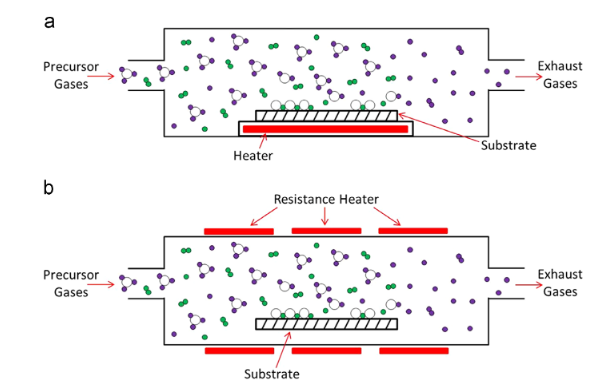 a
Precursor
Gases
Exhaust
Gases
Heater
Substrate
b
Resistance Heater
Precursor
Gases
Exhaust
Gases
Substrate